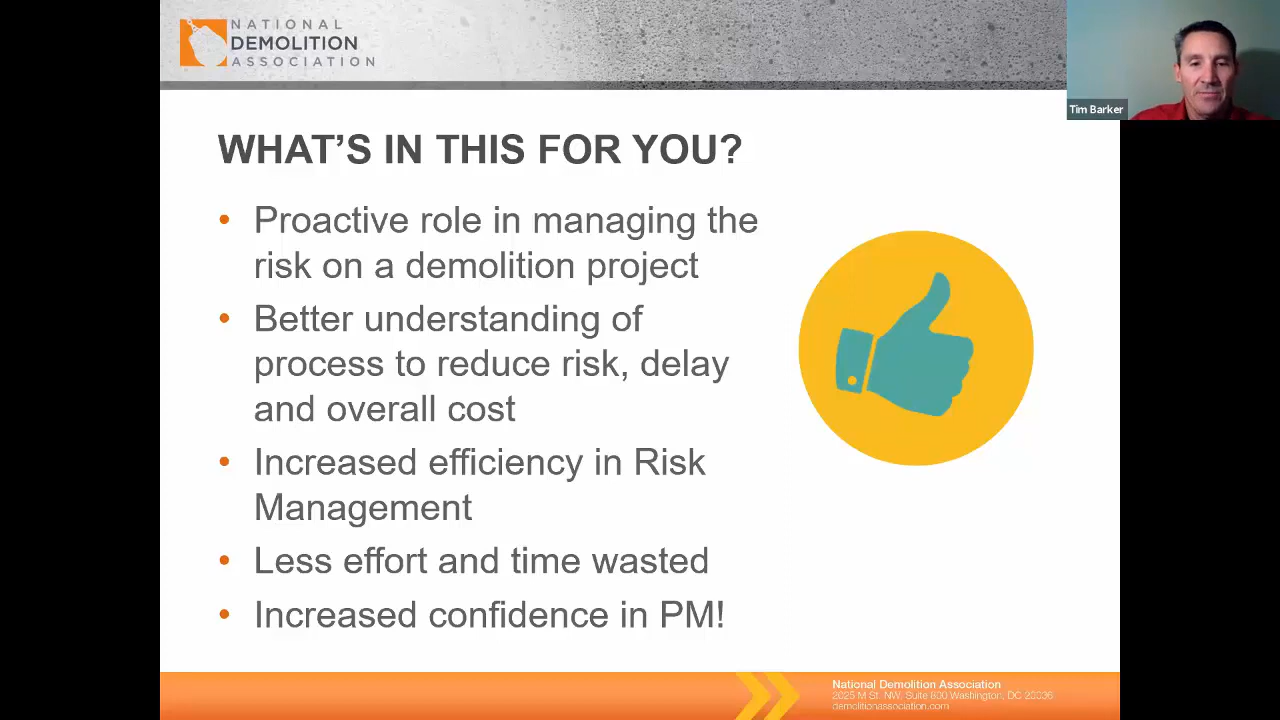 NATIONAL
DEMOLITION
ASSOCIATION
Tim Barker
WHAT'S IN THIS FOR YOU?
• Proactive role in managing the
risk on a demolition project
• Better understanding of
process to reduce risk, delay
and overall cost
• Increased efficiency in Risk
Management
• Less effort and time wasted
• Increased confidence in PM!
National Demolition Association
2025 M St. NW, Suite 800 Washington, DC 20036
demolitionassociation.com